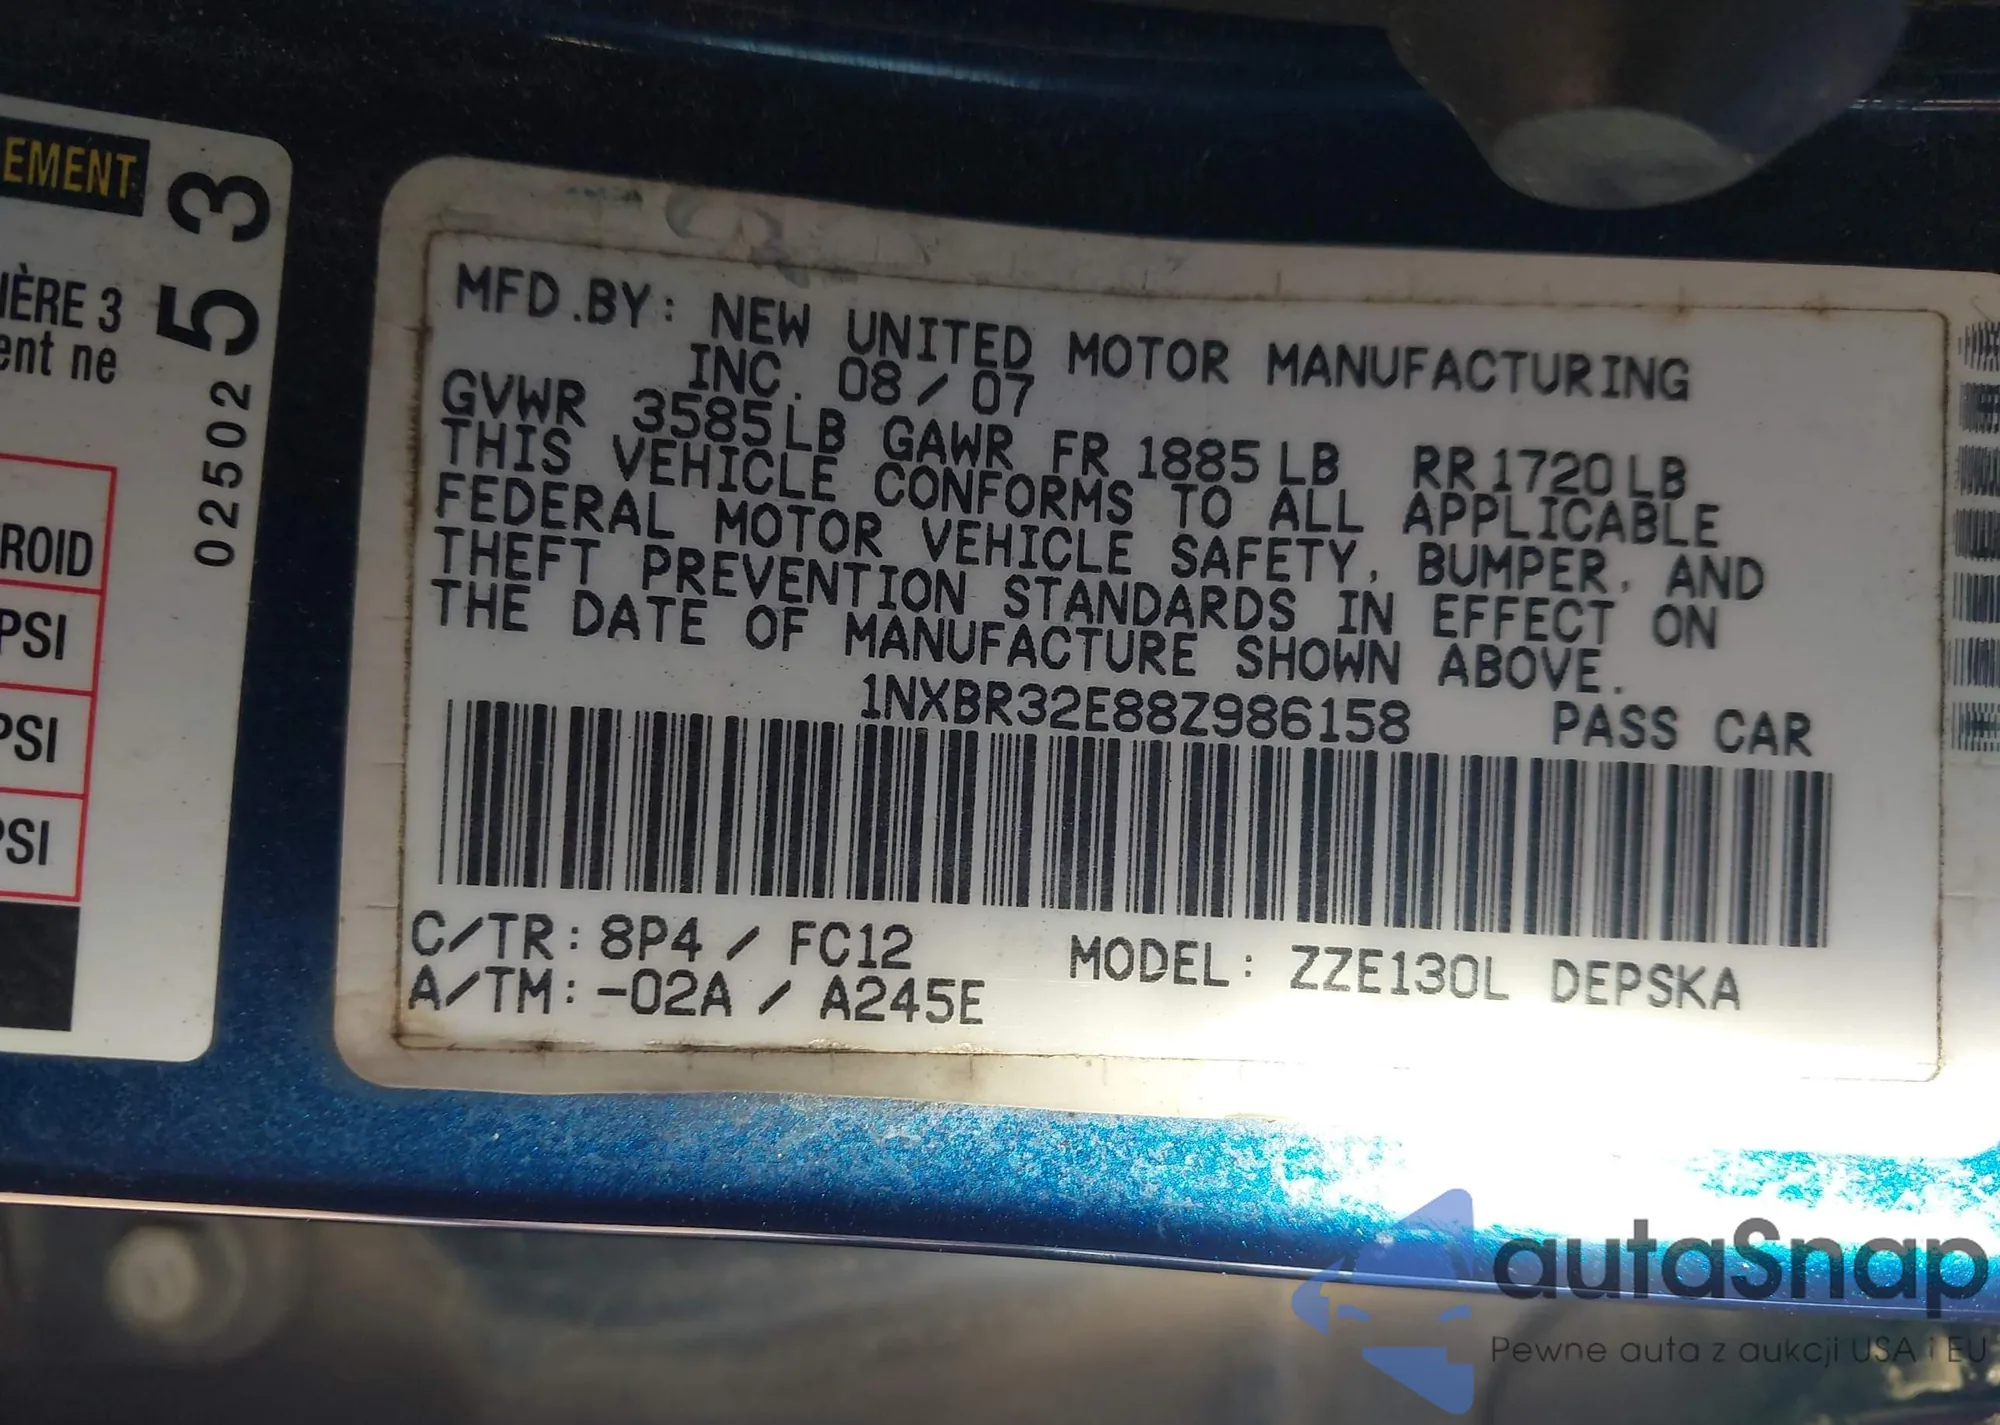 EMENT
IÈRE 3
ent ne
ROID
PSI
PSI
PSI
02502 53
MFD.BY: NEW UNITED MOTOR MANUFACTURING
INC. 08/07
GVWR 3585LB GAWR FR 1885LB RR1720LB
THIS VEHICLE CONFORMS TO ALL APPLICABLE
FEDERAL MOTOR VEHICLE SAFETY, BUMPER, AND
THEFT PREVENTION STANDARDS IN EFFECT ON
THE DATE OF MANUFACTURE SHOWN ABOVE.
1NXBR32E88Z986158 PASS CAR
C/TR: 8P4 / FC12 MODEL: ZZE130L DEPSKA
A/TM: -02A / A245E
autaSnap
Pewne auta z aukcji USA i EU